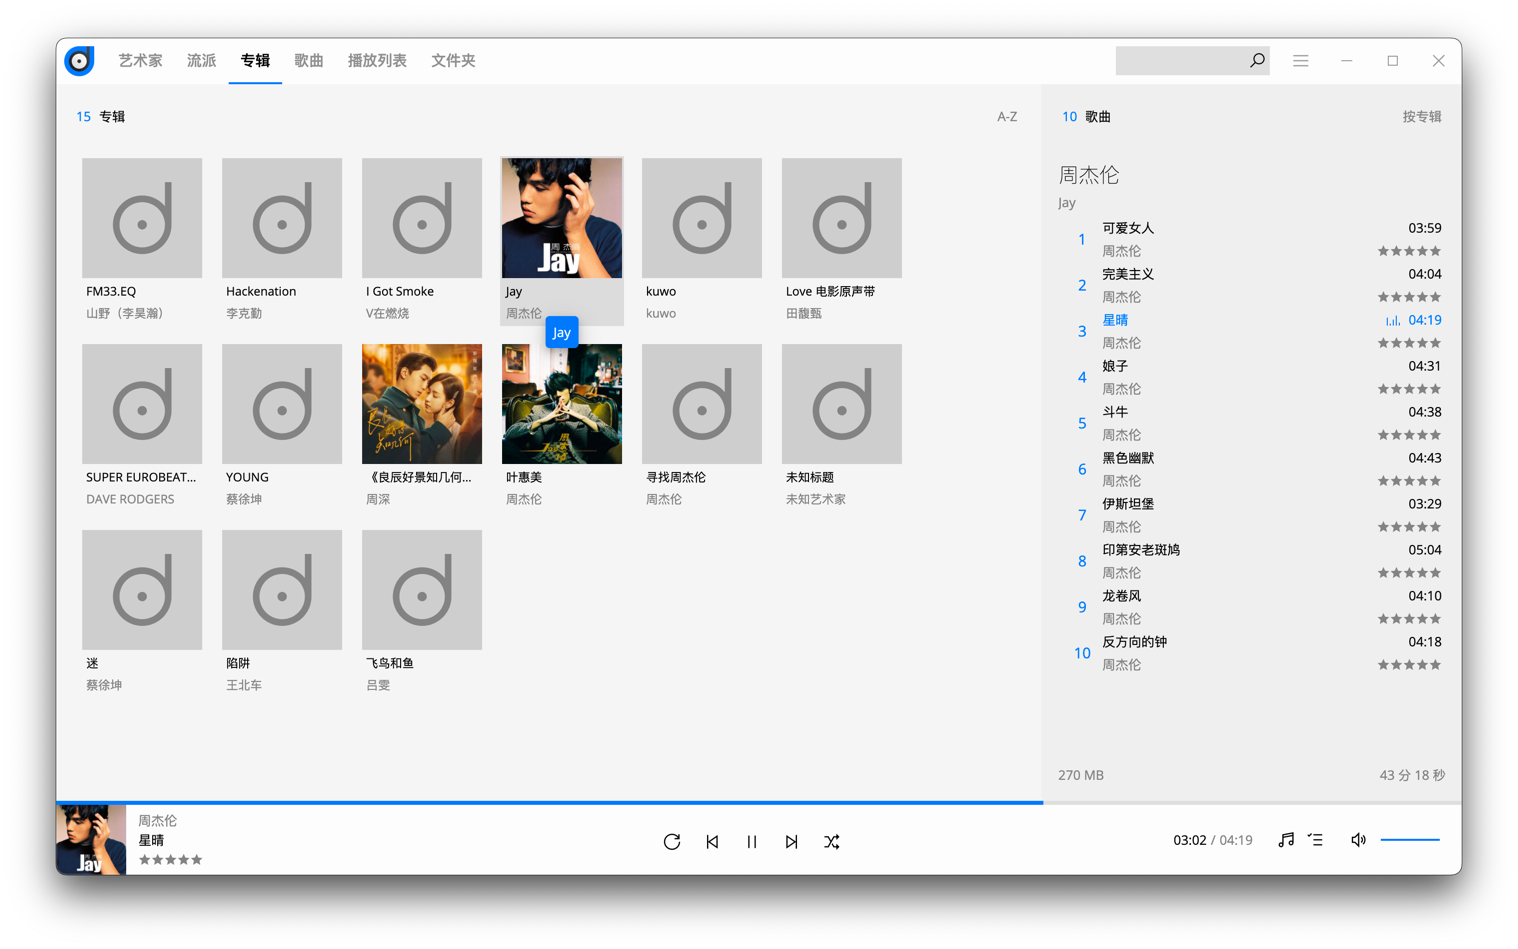 艺术家 流派 专辑 歌曲 播放列表 文件夹
15 专辑 A-Z
FM33.EQ
山野（李昊瀚）
Hackenation
李克勤
I Got Smoke
V在燃烧
周杰倫
Jay
Jay
周杰伦
kuwo
kuwo
Love 电影原声带
田馥甄
Jay
SUPER EUROBEAT...
DAVE RODGERS
YOUNG
蔡徐坤
《良辰好景知几何...
周深
叶惠美
周杰伦
寻找周杰伦
周杰伦
未知标题
未知艺术家
迷
蔡徐坤
陷阱
王北车
飞鸟和鱼
吕雯
10 歌曲 按专辑
周杰伦
Jay
1 可爱女人 03:59
周杰伦
2 完美主义 04:04
周杰伦
3 星晴 04:19
周杰伦
4 娘子 04:31
周杰伦
5 斗牛 04:38
周杰伦
6 黑色幽默 04:43
周杰伦
7 伊斯坦堡 03:29
周杰伦
8 印第安老斑鸠 05:04
周杰伦
9 龙卷风 04:10
周杰伦
10 反方向的钟 04:18
周杰伦
270 MB 43 分 18 秒
Jay
周杰伦
星晴
03:02 / 04:19